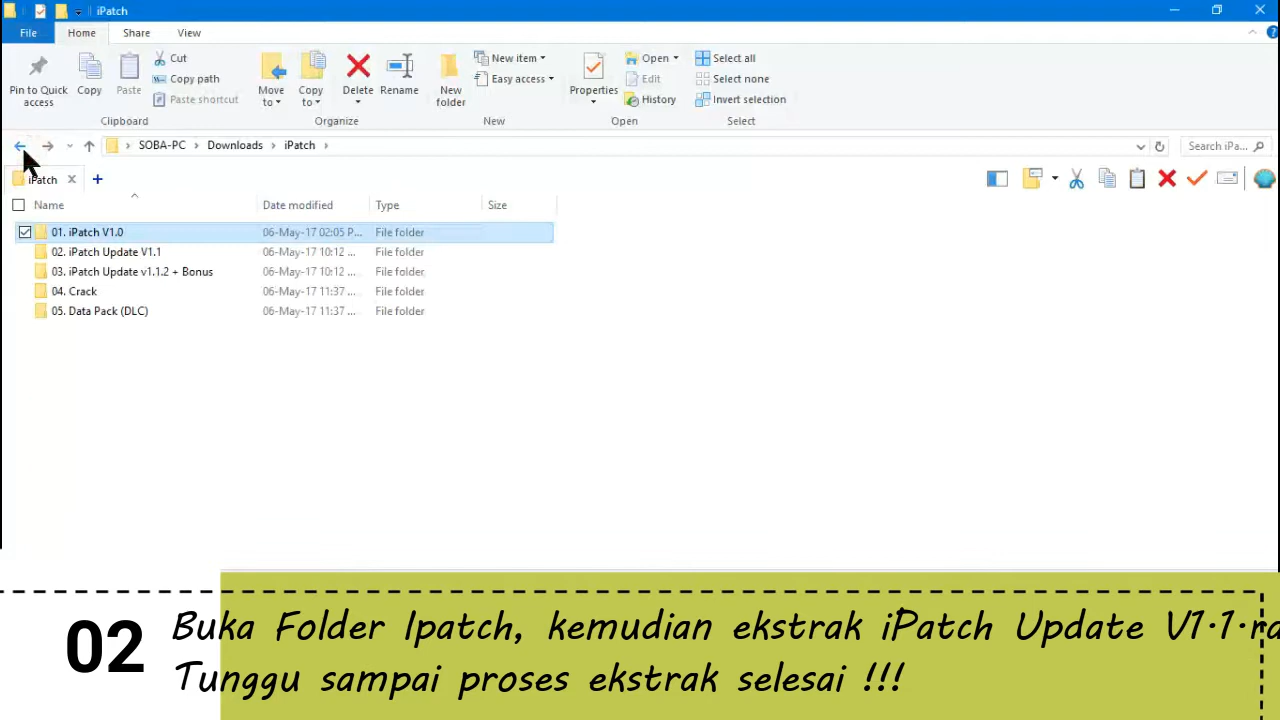 iPatch
File Home Share View
Pin to Quick access
Copy
Paste
Cut
Copy path
Paste shortcut
Clipboard
Move to
Copy to
Delete
Rename
Organize
New folder
New item
Easy access
New
Properties
Open
Edit
History
Open
Select all
Select none
Invert selection
Select
SOBA-PC > Downloads > iPatch >
Search iPa...
iPatch
Name Date modified Type Size
01. iPatch V1.0 06-May-17 02:05 P... File folder
02. iPatch Update V1.1 06-May-17 10:12 ... File folder
03. iPatch Update v1.1.2 + Bonus 06-May-17 10:12 ... File folder
04. Crack 06-May-17 11:37 ... File folder
05. Data Pack (DLC) 06-May-17 11:37 ... File folder
02
Buka Folder Ipatch, kemudian ekstrak iPatch Update V1.1.ra
Tunggu sampai proses ekstrak selesai !!!